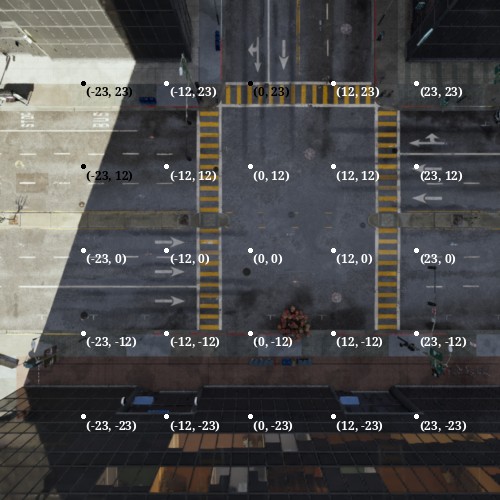 STOP
BUS
(-23, 23) (-12, 23) (0, 23) (12, 23) (23, 23)
(-23, 12) (-12, 12) (0, 12) (12, 12) (23, 12)
(-23, 0) (-12, 0) (0, 0) (12, 0) (23, 0)
(-23, -12) (-12, -12) (0, -12) (12, -12) (23, -12)
(-23, -23) (-12, -23) (0, -23) (12, -23) (23, -23)